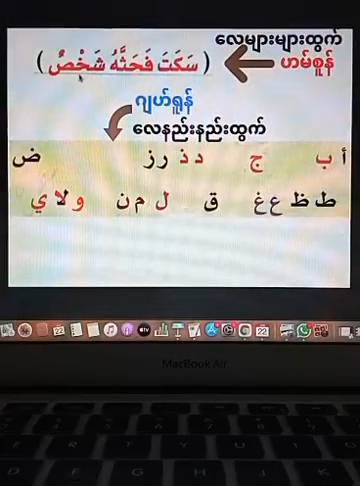 လေများများထွက်
( سَكَتَ فَحَثَّهُ شَخْصٌ ) ဟမ်စူန်
ဂျဟ်ရူန်
လေနည်းနည်းထွက်
أ ب ج د ذ ر ز ض
ط ظ ع غ ق ل م ن و لا ي
MacBook Air